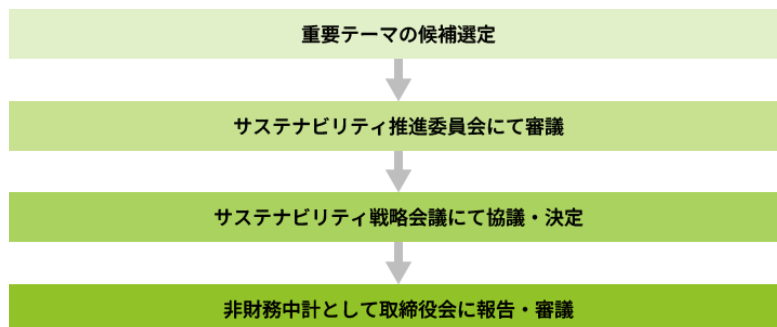 重要テーマの候補選定
サステナビリティ推進委員会にて審議
サステナビリティ戦略会議にて協議・決定
非財務中計として取締役会に報告・審議